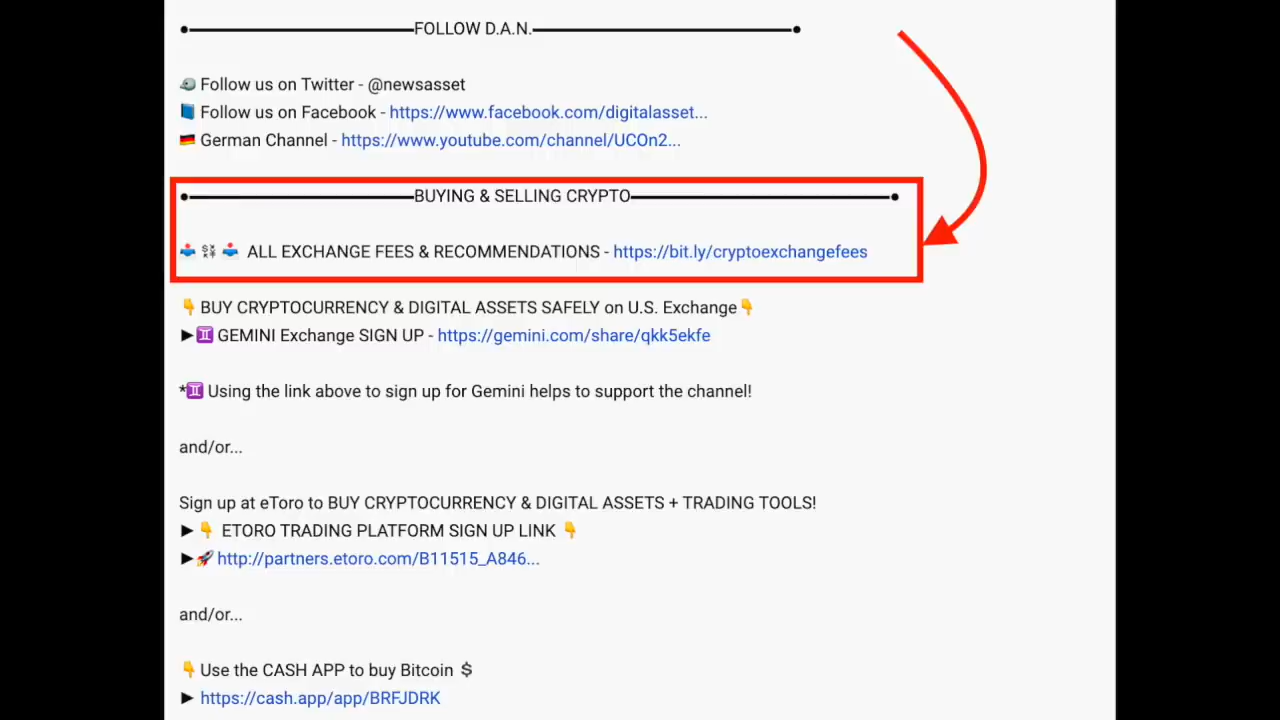 FOLLOW D.A.N.
Follow us on Twitter - @newsasset
Follow us on Facebook - https://www.facebook.com/digitalasset...
German Channel - https://www.youtube.com/channel/UCOn2...
BUYING & SELLING CRYPTO
ALL EXCHANGE FEES & RECOMMENDATIONS - https://bit.ly/cryptoexchangefees
👇BUY CRYPTOCURRENCY & DIGITAL ASSETS SAFELY on U.S. Exchange👇
►♊ GEMINI Exchange SIGN UP - https://gemini.com/share/qkk5ekfe
*♊ Using the link above to sign up for Gemini helps to support the channel!
and/or...
Sign up at eToro to BUY CRYPTOCURRENCY & DIGITAL ASSETS + TRADING TOOLS!
►👇 ETORO TRADING PLATFORM SIGN UP LINK 👇
►🚀 http://partners.etoro.com/B11515_A846...
and/or...
👇Use the CASH APP to buy Bitcoin 💲
► https://cash.app/app/BRFJDRK